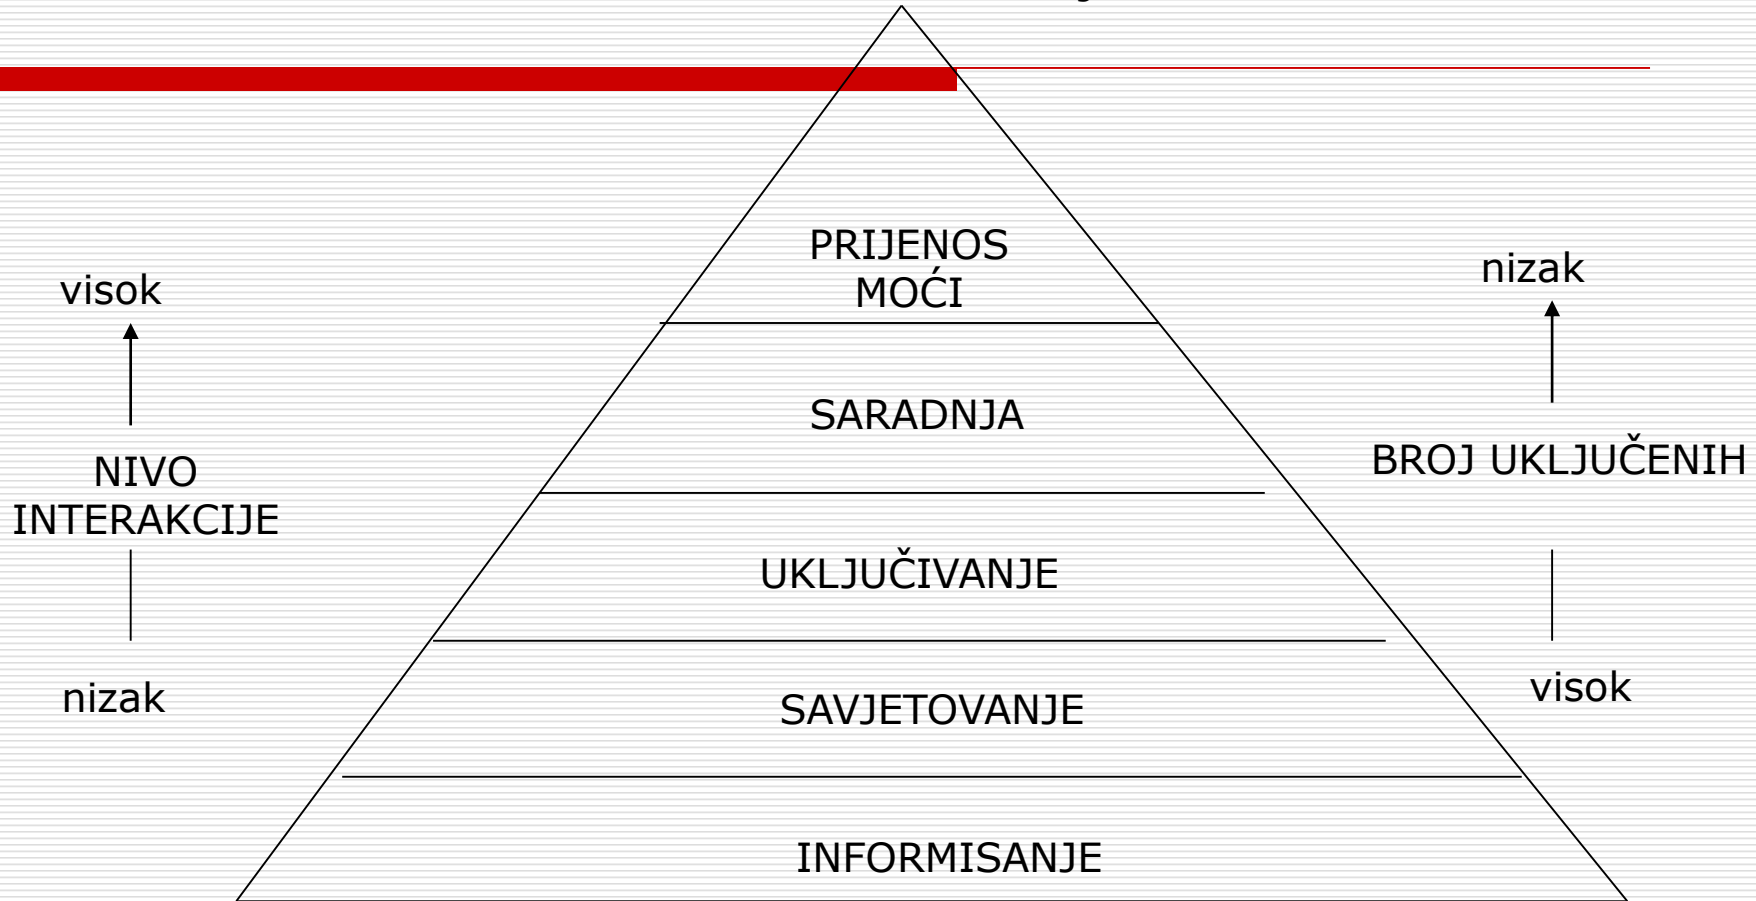 PRIJENOS
MOĆI
visok
nizak
SARADNJA
NIVO
INTERAKCIJE
BROJ UKLJUČENIH
UKLJUČIVANJE
nizak
visok
SAVJETOVANJE
INFORMISANJE